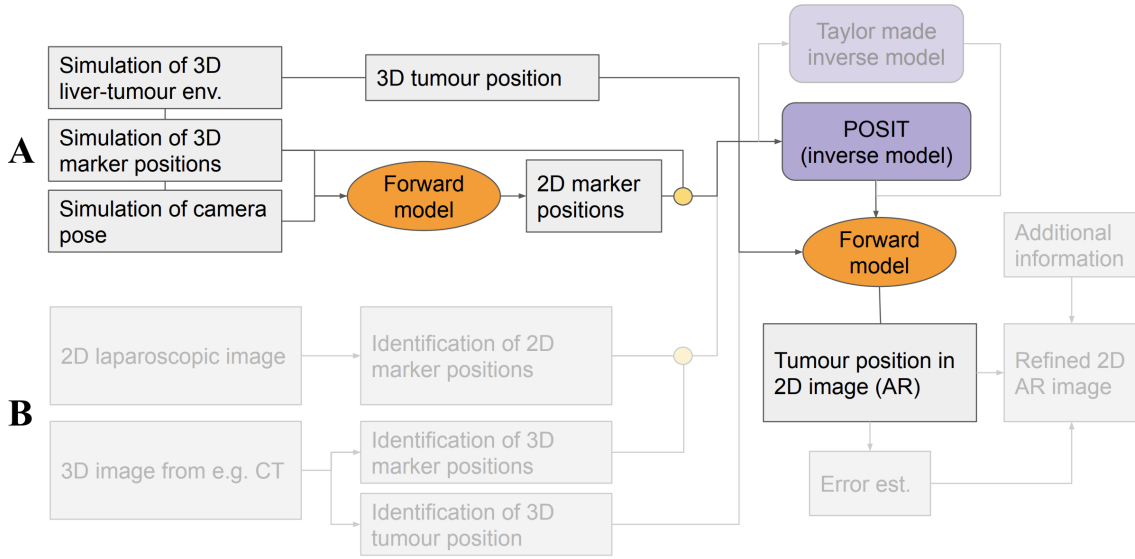 A
Simulation of 3D
liver-tumour env.
3D tumour position
Simulation of 3D
marker positions
Simulation of camera
pose
Forward
model
2D marker
positions
Taylor made
inverse model
POSIT
(inverse model)
Forward
model
Additional
information
B
2D laparoscopic image
Identification of 2D
marker positions
3D image from e.g. CT
Identification of 3D
marker positions
Identification of 3D
tumour position
Tumour position in
2D image (AR)
Refined 2D
AR image
Error est.